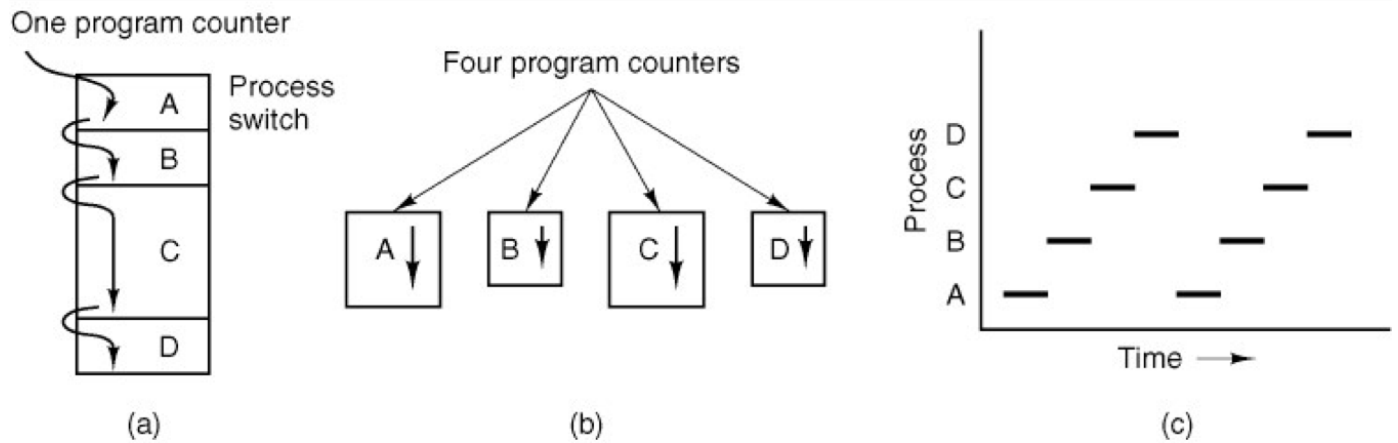 One program counter
A
Process
switch
B
C
D
(a)
Four program counters
A
B
C
D
(b)
Process
D
C
B
A
Time
(c)